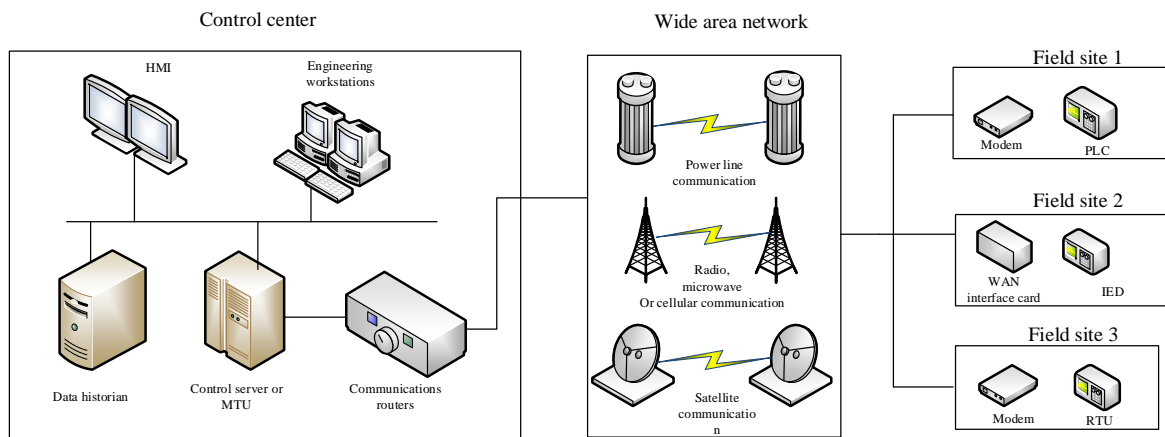 Control center
HMI
Engineering
workstations
Data historian
Control server or
MTU
Communications
routers
Wide area network
Power line
communication
Radio,
microwave
Or cellular communication
Satellite
communicatio
n
Field site 1
Modem
PLC
Field site 2
WAN
interface card
IED
Field site 3
Modem
RTU